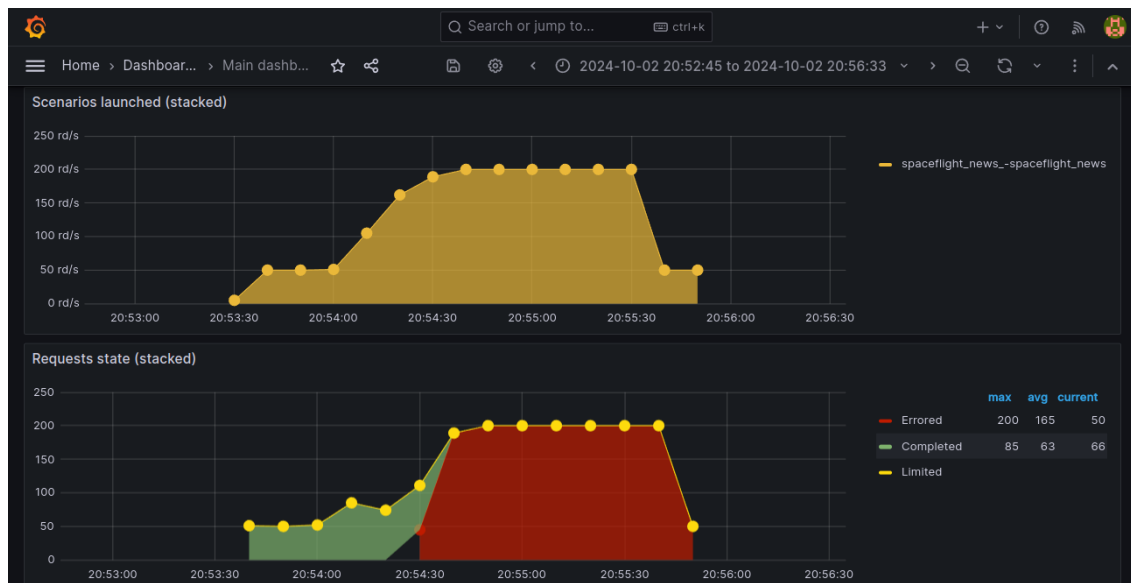 Search or jump to... ctrl+k
Home › Dashboar... › Main dashb... 2024-10-02 20:52:45 to 2024-10-02 20:56:33
Scenarios launched (stacked)
250 rd/s
200 rd/s
150 rd/s
100 rd/s
50 rd/s
0 rd/s
20:53:00 20:53:30 20:54:00 20:54:30 20:55:00 20:55:30 20:56:00 20:56:30
spaceflight_news_-spaceflight_news
Requests state (stacked)
250
200
150
100
50
0
20:53:00 20:53:30 20:54:00 20:54:30 20:55:00 20:55:30 20:56:00 20:56:30
max avg current
Errored 200 165 50
Completed 85 63 66
Limited